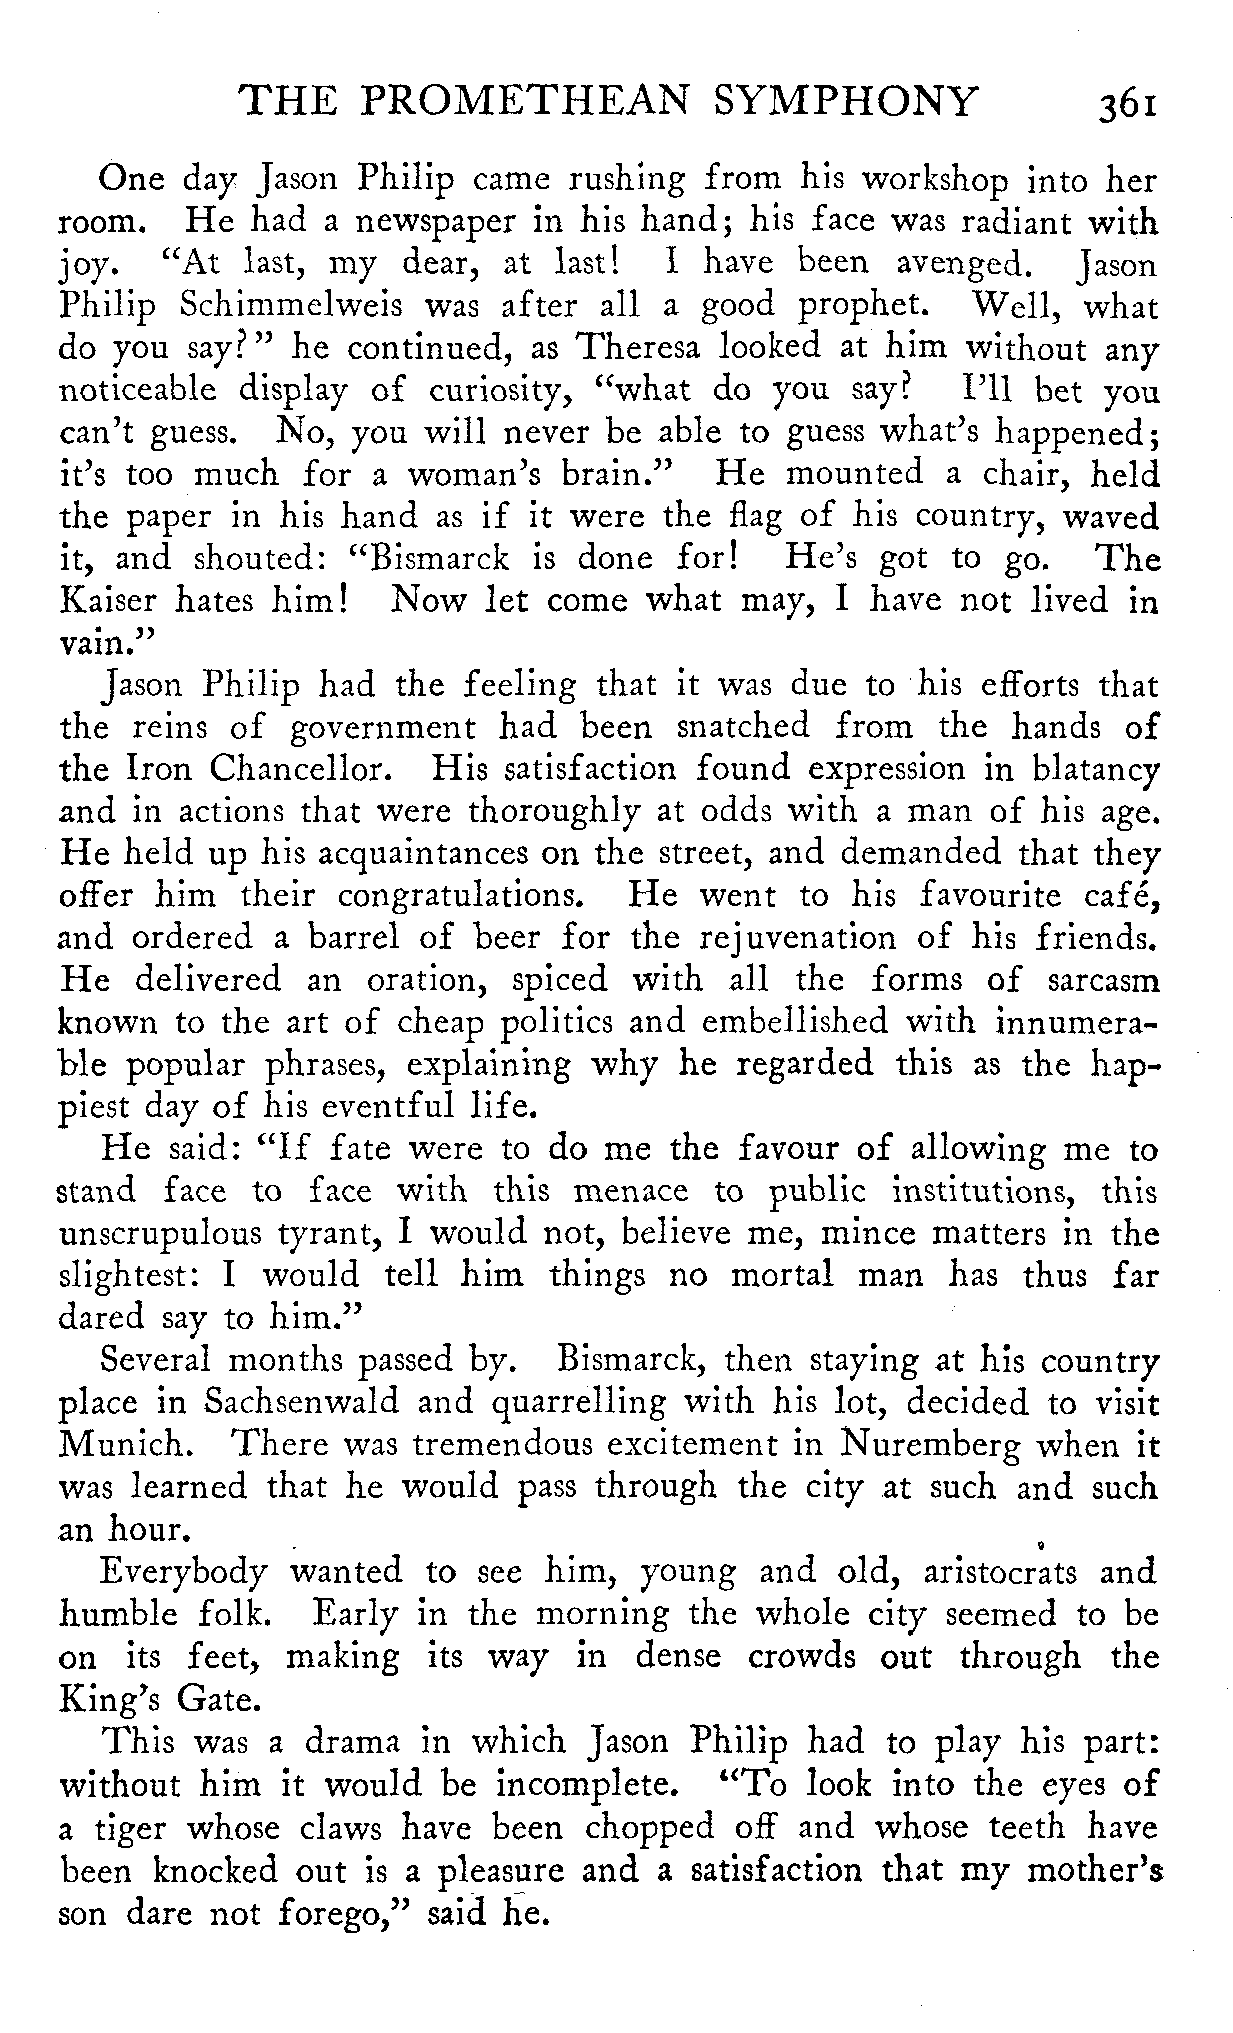 THE PROMETHEAN SYMPHONY 361
One day Jason Philip came rushing from his workshop into her
room. He had a newspaper in his hand; his face was radiant with
joy. “At last, my dear, at last! I have been avenged. Jason
Philip Schimmelweis was after all a good prophet. Well, what
do you say?” he continued, as Theresa looked at him without any
noticeable display of curiosity, “what do you say? I’ll bet you
can’t guess. No, you will never be able to guess what’s happened;
it’s too much for a woman’s brain.” He mounted a chair, held
the paper in his hand as if it were the flag of his country, waved
it, and shouted: “Bismarck is done for! He’s got to go. The
Kaiser hates him! Now let come what may, I have not lived in
vain.”
Jason Philip had the feeling that it was due to his efforts that
the reins of government had been snatched from the hands of
the Iron Chancellor. His satisfaction found expression in blatancy
and in actions that were thoroughly at odds with a man of his age.
He held up his acquaintances on the street, and demanded that they
offer him their congratulations. He went to his favourite café,
and ordered a barrel of beer for the rejuvenation of his friends.
He delivered an oration, spiced with all the forms of sarcasm
known to the art of cheap politics and embellished with innumera-
ble popular phrases, explaining why he regarded this as the hap-
piest day of his eventful life.
He said: “If fate were to do me the favour of allowing me to
stand face to face with this menace to public institutions, this
unscrupulous tyrant, I would not, believe me, mince matters in the
slightest: I would tell him things no mortal man has thus far
dared say to him.”
Several months passed by. Bismarck, then staying at his country
place in Sachsenwald and quarrelling with his lot, decided to visit
Munich. There was tremendous excitement in Nuremberg when it
was learned that he would pass through the city at such and such
an hour.
Everybody wanted to see him, young and old, aristocrats and
humble folk. Early in the morning the whole city seemed to be
on its feet, making its way in dense crowds out through the
King’s Gate.
This was a drama in which Jason Philip had to play his part:
without him it would be incomplete. “To look into the eyes of
a tiger whose claws have been chopped off and whose teeth have
been knocked out is a pleasure and a satisfaction that my mother’s
son dare not forego,” said he.